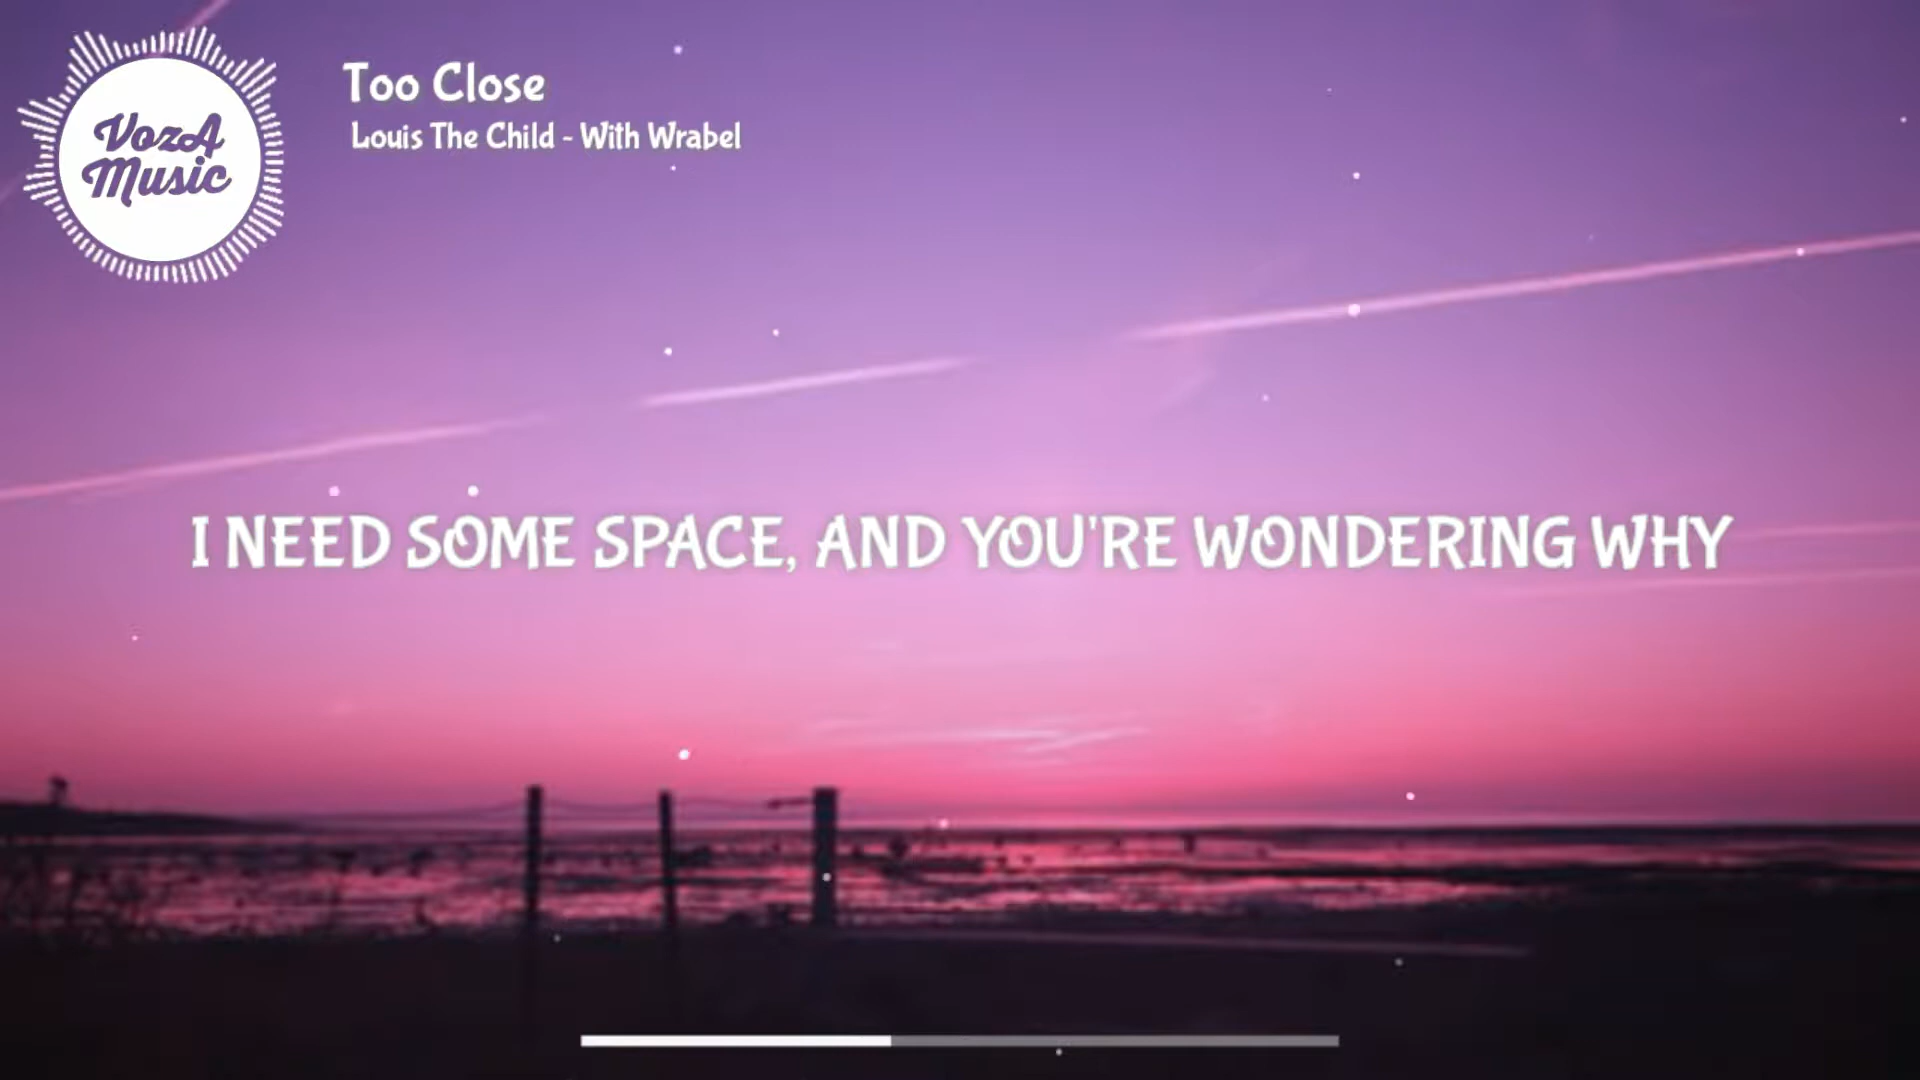 VozA
Music
Too Close
Louis The Child - With Wrabel
I NEED SOME SPACE, AND YOU'RE WONDERING WHY